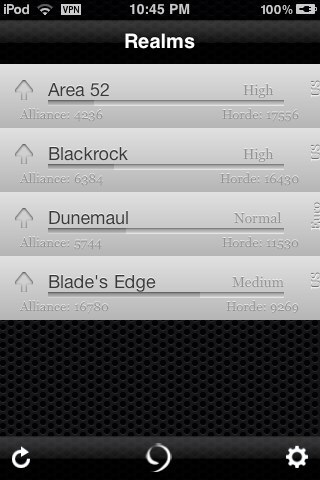 iPod VPN 10:45 PM 100%
Realms
Area 52 High US
Alliance: 4236 Horde: 17556
Blackrock High US
Alliance: 6384 Horde: 16430
Dunemaul Normal Euro
Alliance: 5744 Horde: 11530
Blade's Edge Medium US
Alliance: 16780 Horde: 9269